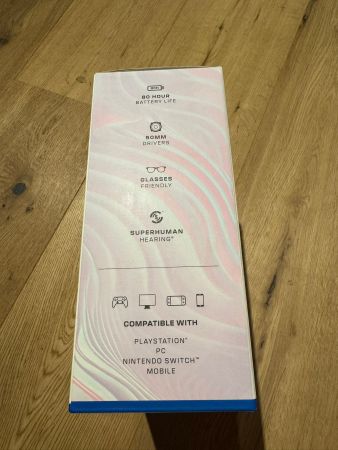 80 HOUR
BATTERY LIFE
50MM
DRIVERS
GLASSES
FRIENDLY
SUPERHUMAN
HEARING®
COMPATIBLE WITH
PLAYSTATION®
PC
NINTENDO SWITCH™
MOBILE